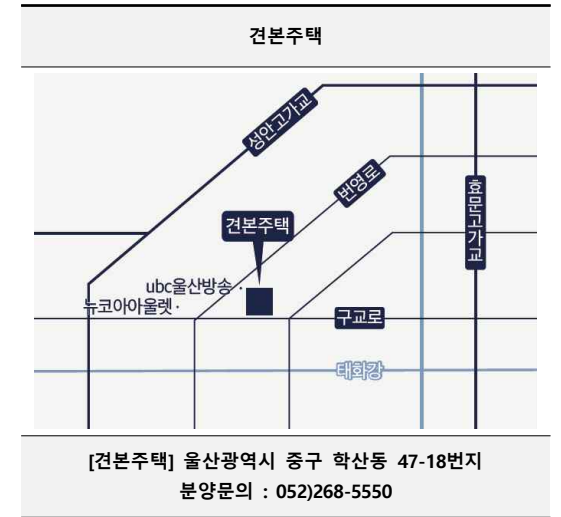 견본주택
성안고가교
번영로
효문고가교
견본주택
ubc울산방송
뉴코아아울렛
구교로
태화강
[견본주택] 울산광역시 중구 학산동 47-18번지
분양문의 : 052)268-5550